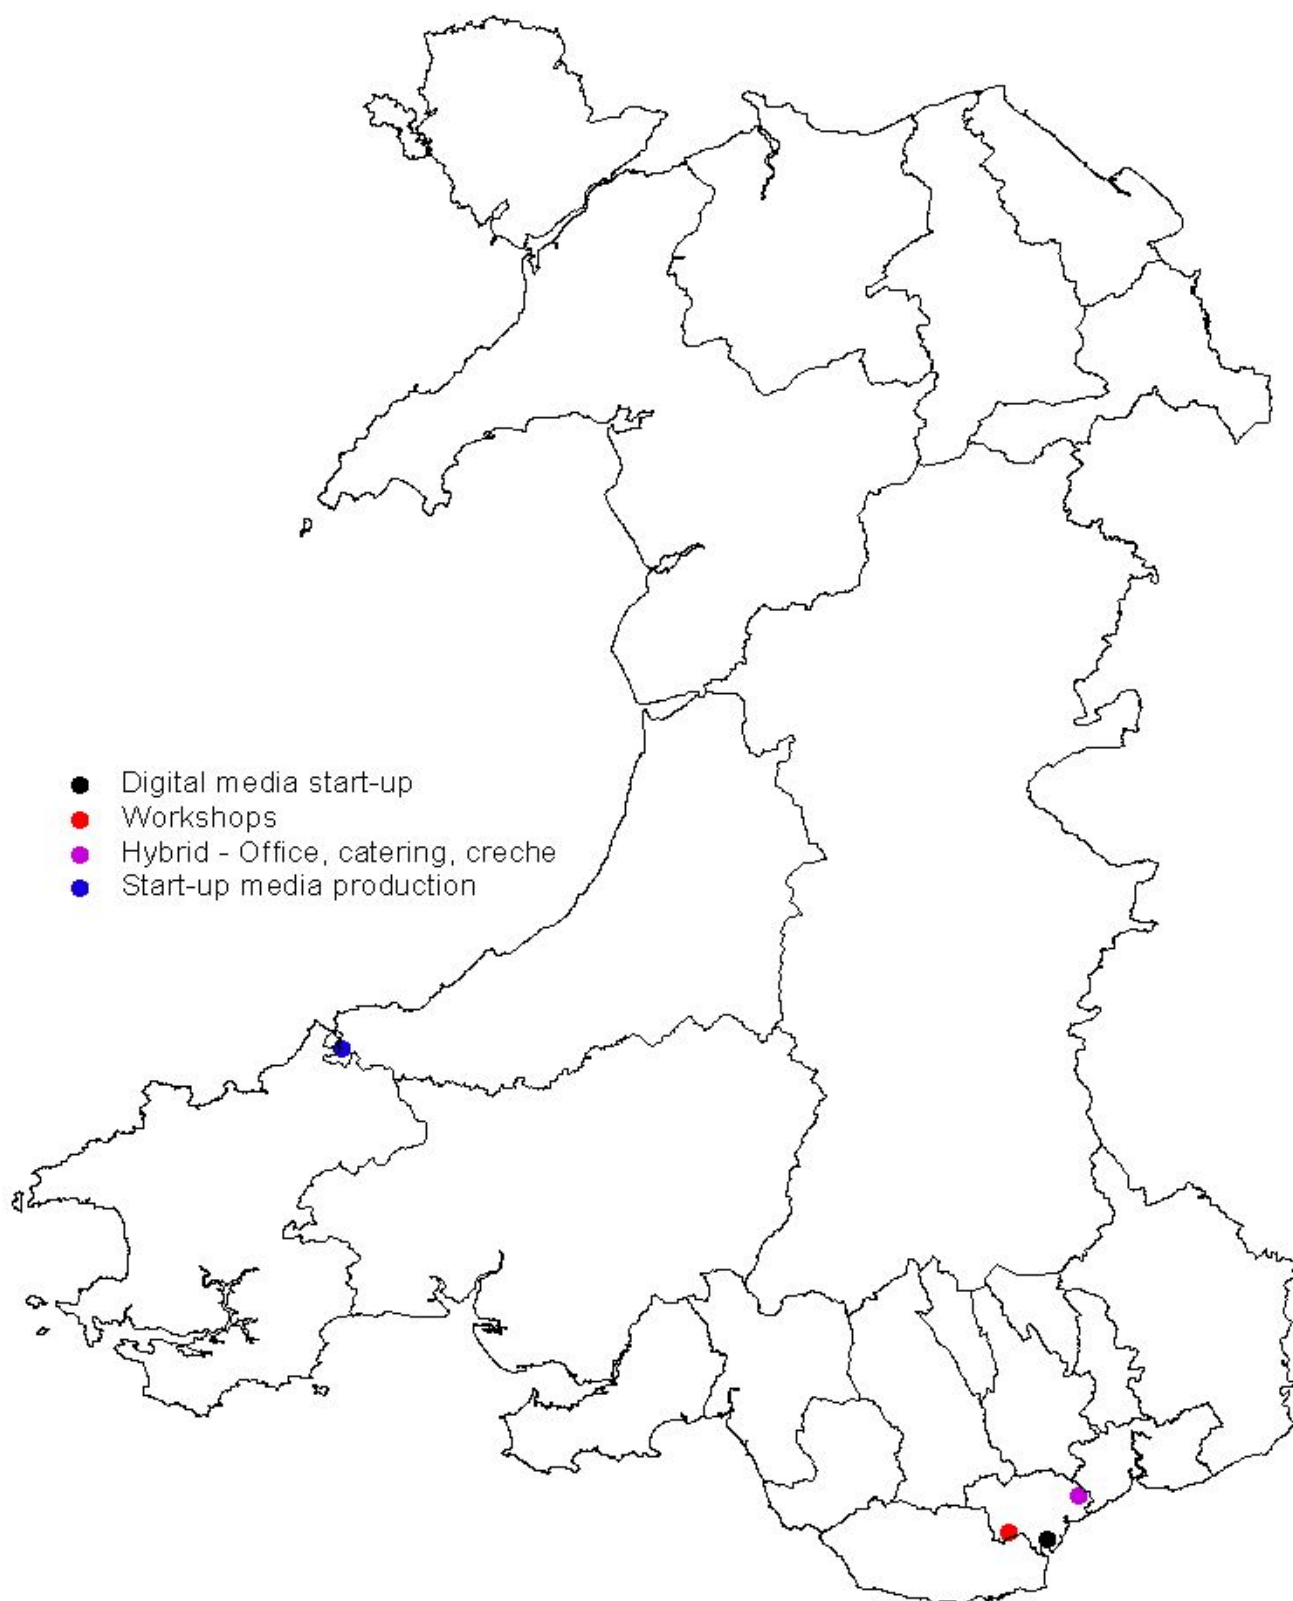 Digital media start-up
Workshops
Hybrid - Office, catering, creche
Start-up media production